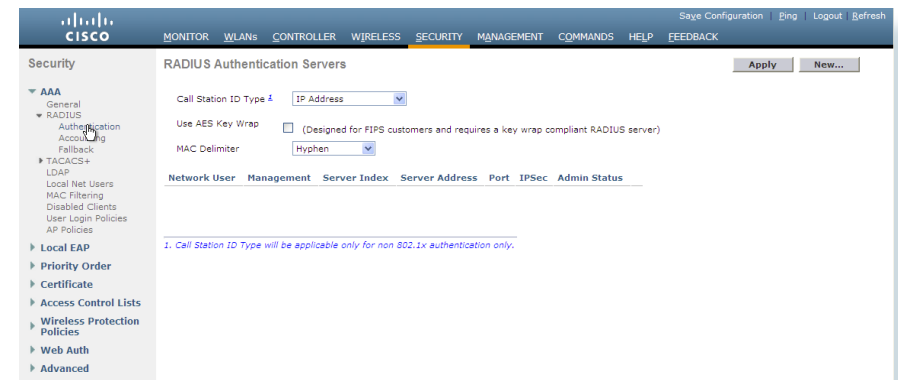 Save Configuration | Ping | Logout | Refresh
CISCO
MONITOR WLANs CONTROLLER WIRELESS SECURITY MANAGEMENT COMMANDS HELP FEEDBACK
Security
AAA
General
RADIUS
Authentication
Accounting
Fallback
TACACS+
LDAP
Local Net Users
MAC Filtering
Disabled Clients
User Login Policies
AP Policies
Local EAP
Priority Order
Certificate
Access Control Lists
Wireless Protection
Policies
Web Auth
Advanced
RADIUS Authentication Servers
Apply New...
Call Station ID Type 1 IP Address
Use AES Key Wrap (Designed for FIPS customers and requires a key wrap compliant RADIUS server)
MAC Delimiter Hyphen
Network User Management Server Index Server Address Port IPSec Admin Status
1. Call Station ID Type will be applicable only for non 802.1x authentication only.